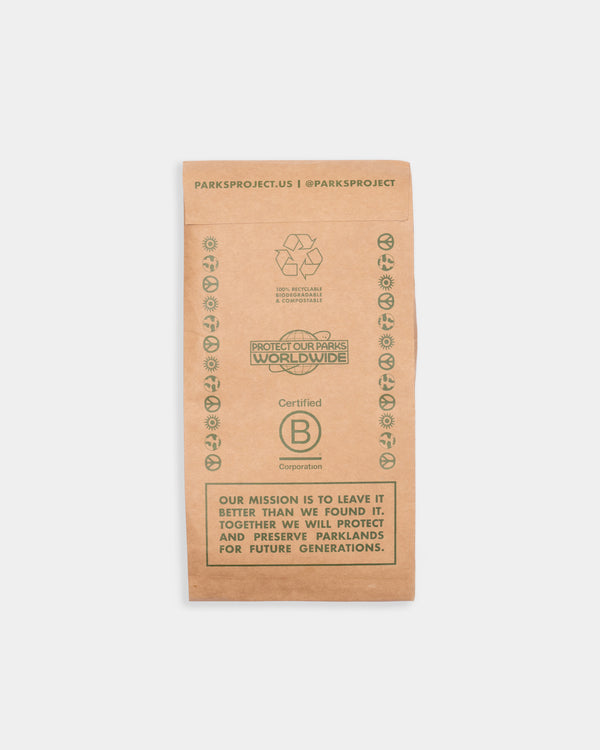 PARKSPROJECT.US | @PARKSPROJECT
100% RECYCLABLE
BIODEGRADABLE
& COMPOSTABLE
PROTECT OUR PARKS
WORLDWIDE
Certified
B
Corporation
OUR MISSION IS TO LEAVE IT
BETTER THAN WE FOUND IT.
TOGETHER WE WILL PROTECT
AND PRESERVE PARKLANDS
FOR FUTURE GENERATIONS.